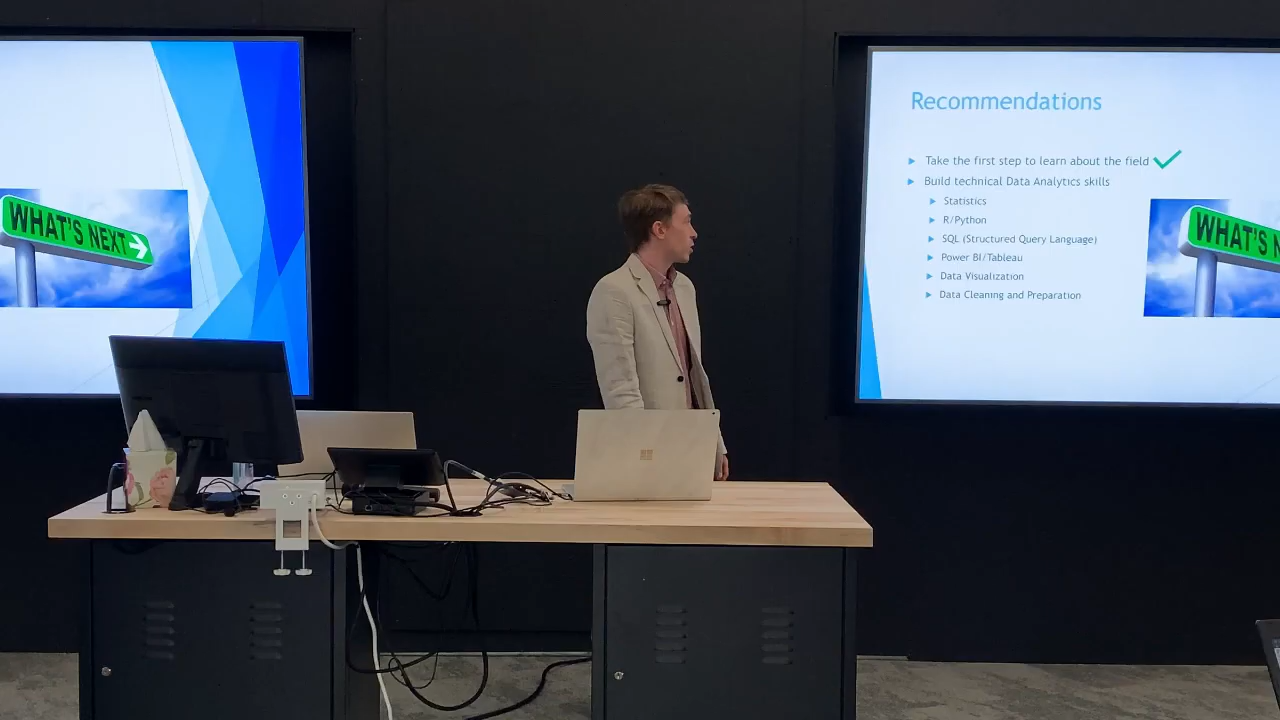 WHAT'S NEXT
Recommendations
Take the first step to learn about the field
Build technical Data Analytics skills
Statistics
R/Python
SQL (Structured Query Language)
Power BI/Tableau
Data Visualization
Data Cleaning and Preparation
WHAT'S N